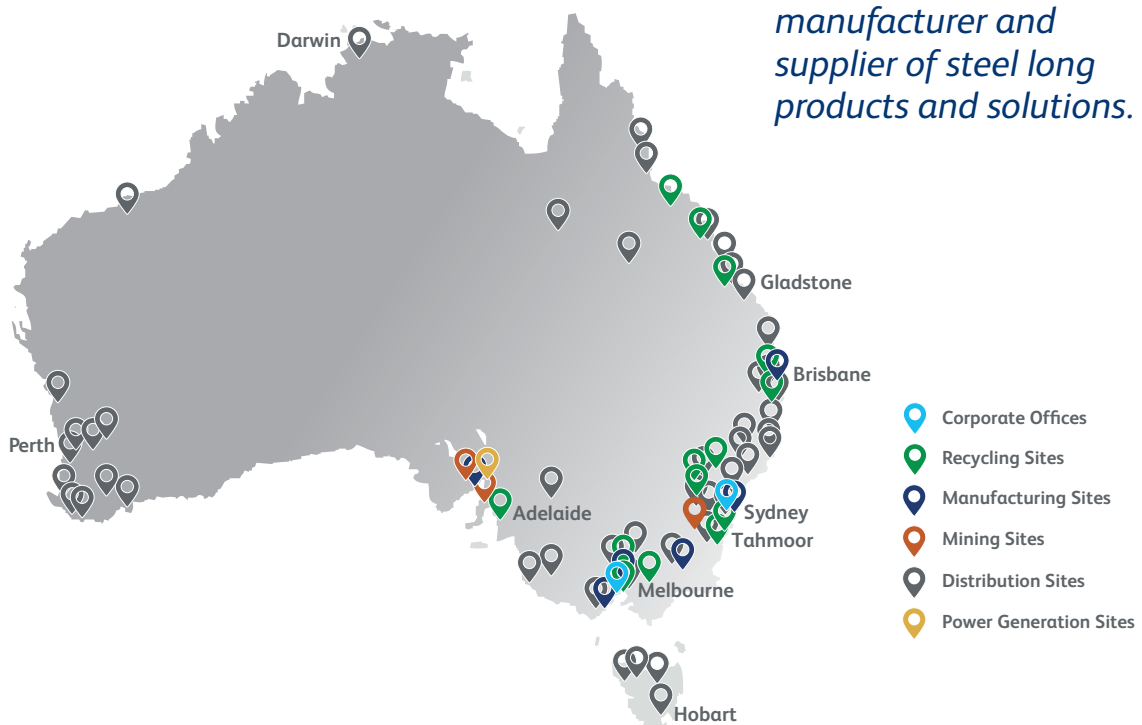 manufacturer and
supplier of steel long
products and solutions.
Darwin
Gladstone
Brisbane
Perth
Adelaide
Sydney
Tahmoor
Melbourne
Hobart
Corporate Offices
Recycling Sites
Manufacturing Sites
Mining Sites
Distribution Sites
Power Generation Sites